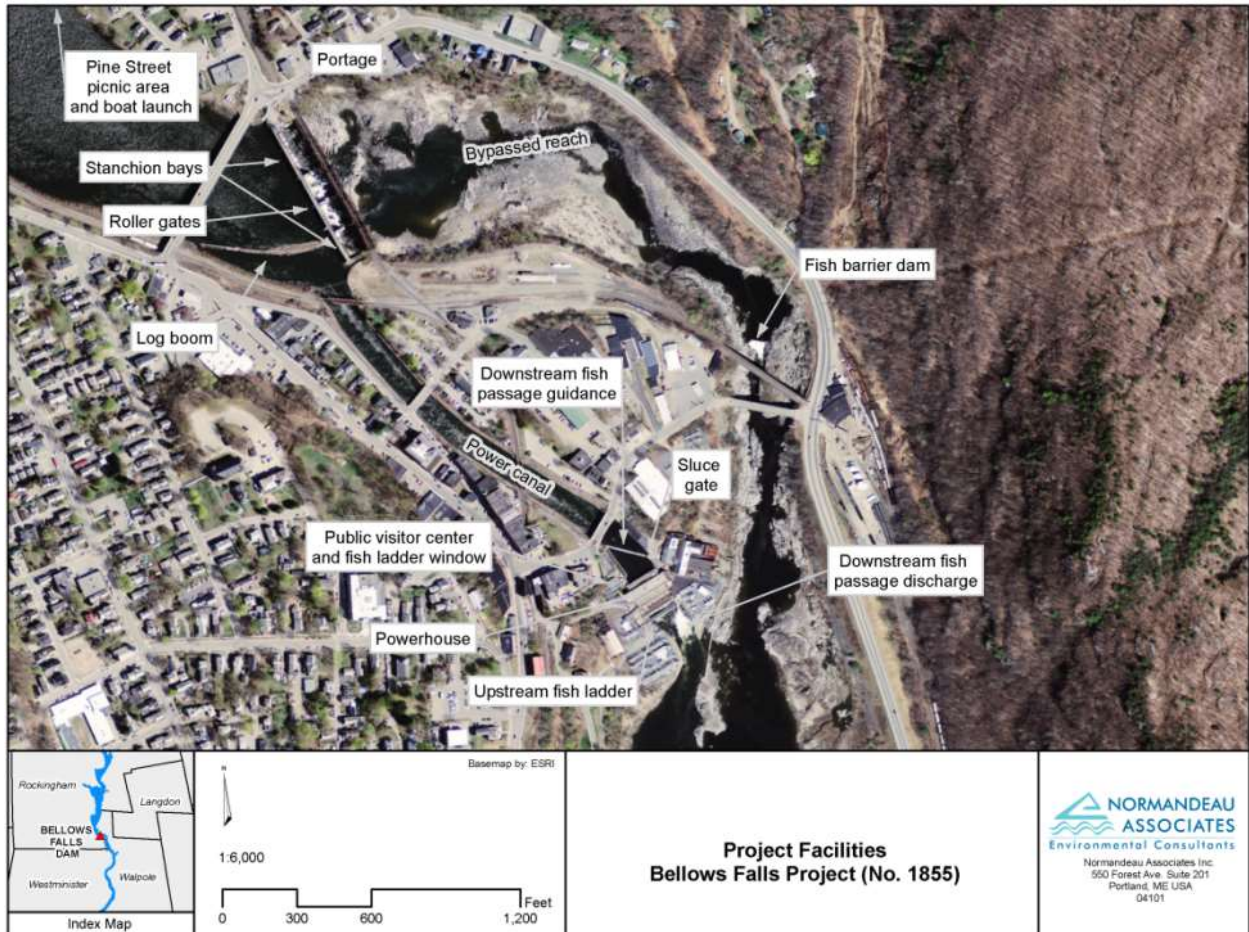 Pine Street
picnic area
and boat launch
Portage
Stanchion bays
Bypassed reach
Roller gates
Fish barrier dam
Log boom
Downstream fish
passage guidance
Power canal
Sluce
gate
Public visitor center
and fish ladder window
Downstream fish
passage discharge
Powerhouse
Upstream fish ladder
Rockingham
Langdon
BELLOWS
FALLS
DAM
Westminister
Walpole
Index Map
Basemap by: ESRI
N
1:6,000
Feet
0 300 600 1,200
Project Facilities
Bellows Falls Project (No. 1855)
NORMANDEAU
ASSOCIATES
Environmental Consultants
Normandeau Associates Inc.
550 Forest Ave. Suite 201
Portland, ME USA
04101